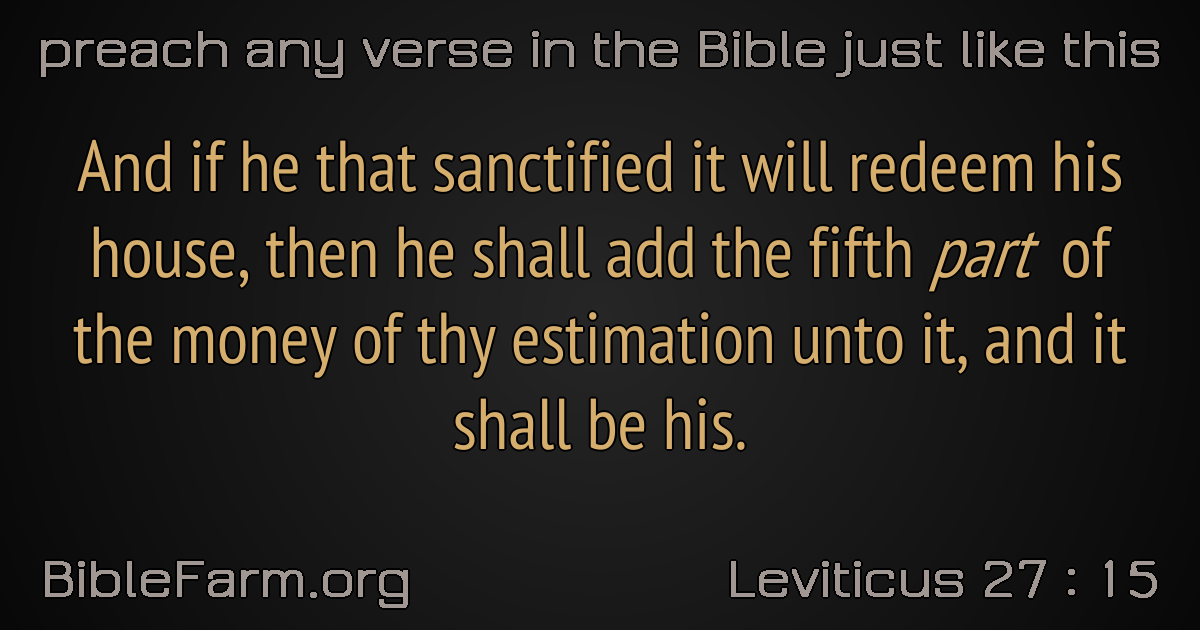 preach any verse in the Bible just like this
And if he that sanctified it will redeem his
house, then he shall add the fifth part of
the money of thy estimation unto it, and it
shall be his.
BibleFarm.org
Leviticus 27 : 15